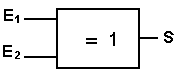 E₁
= 1
S
E₂